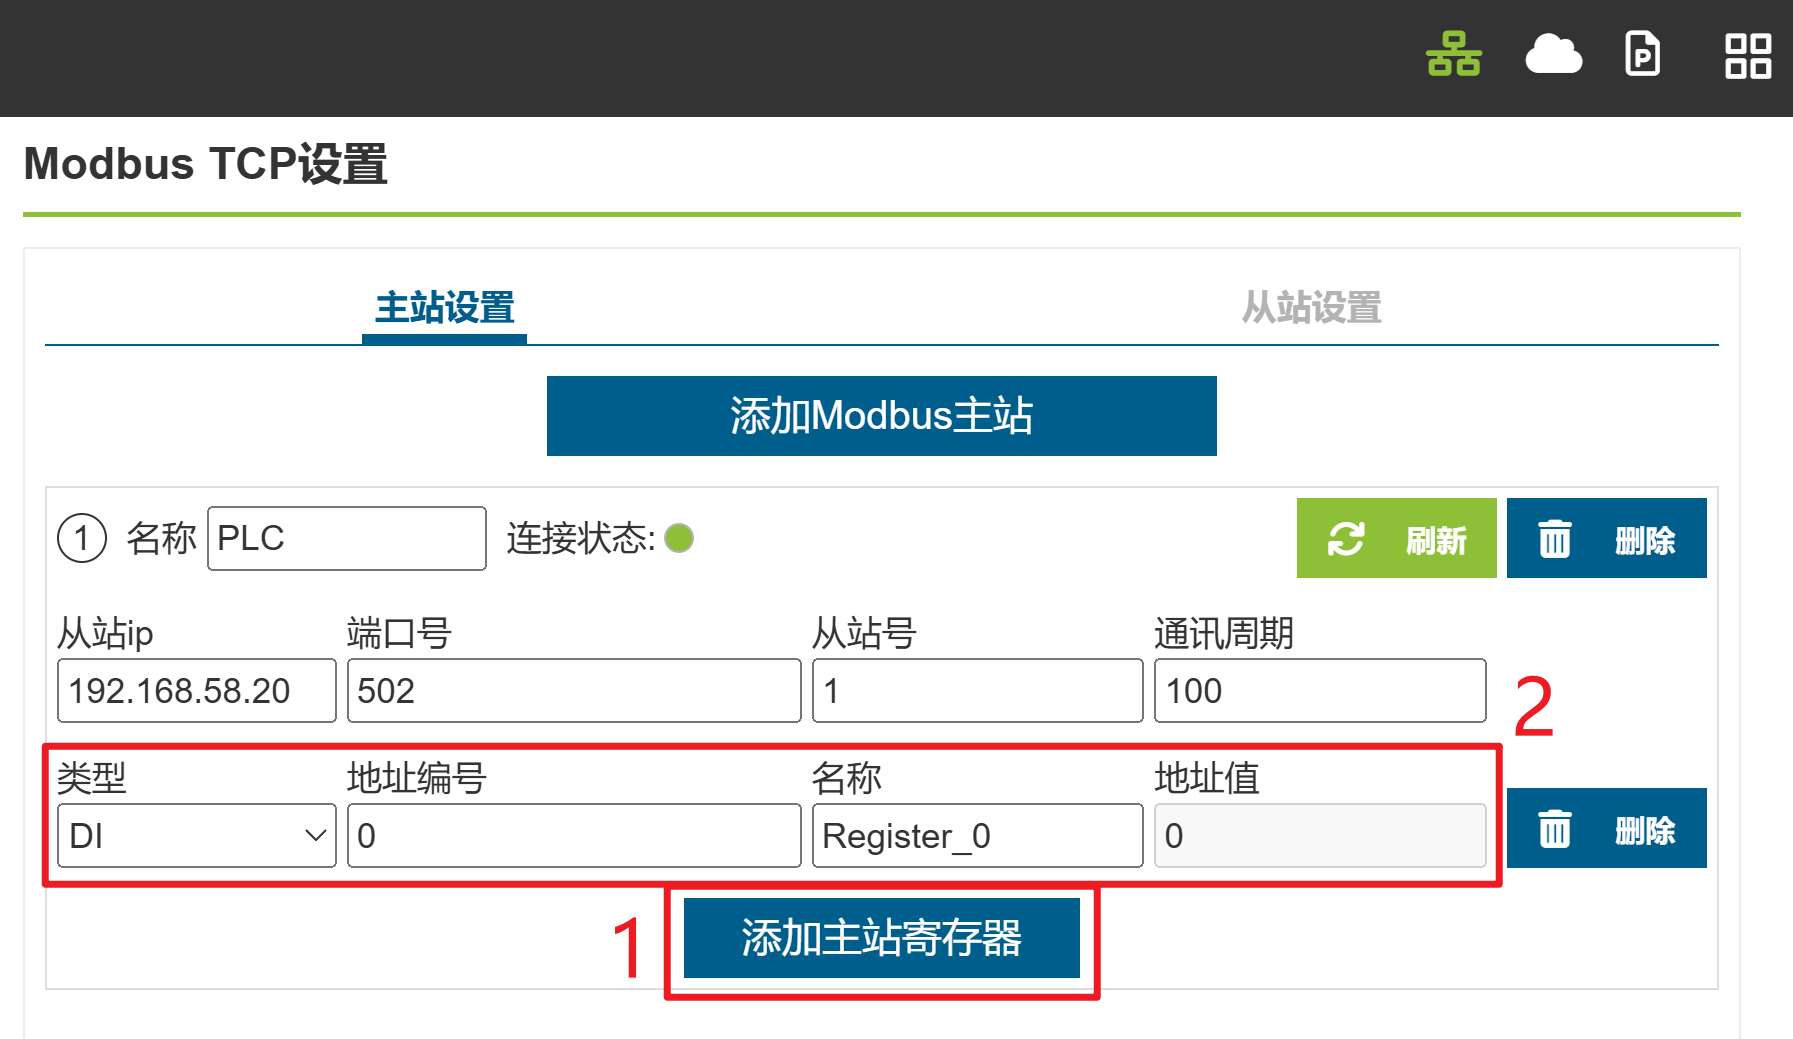 P
Modbus TCP设置
主站设置
从站设置
添加Modbus主站
1 名称 PLC 连接状态: 刷新 删除
从站ip 端口号 从站号 通讯周期
192.168.58.20 502 1 100
2
类型 地址编号 名称 地址值
DI 0 Register_0 0 删除
1 添加主站寄存器